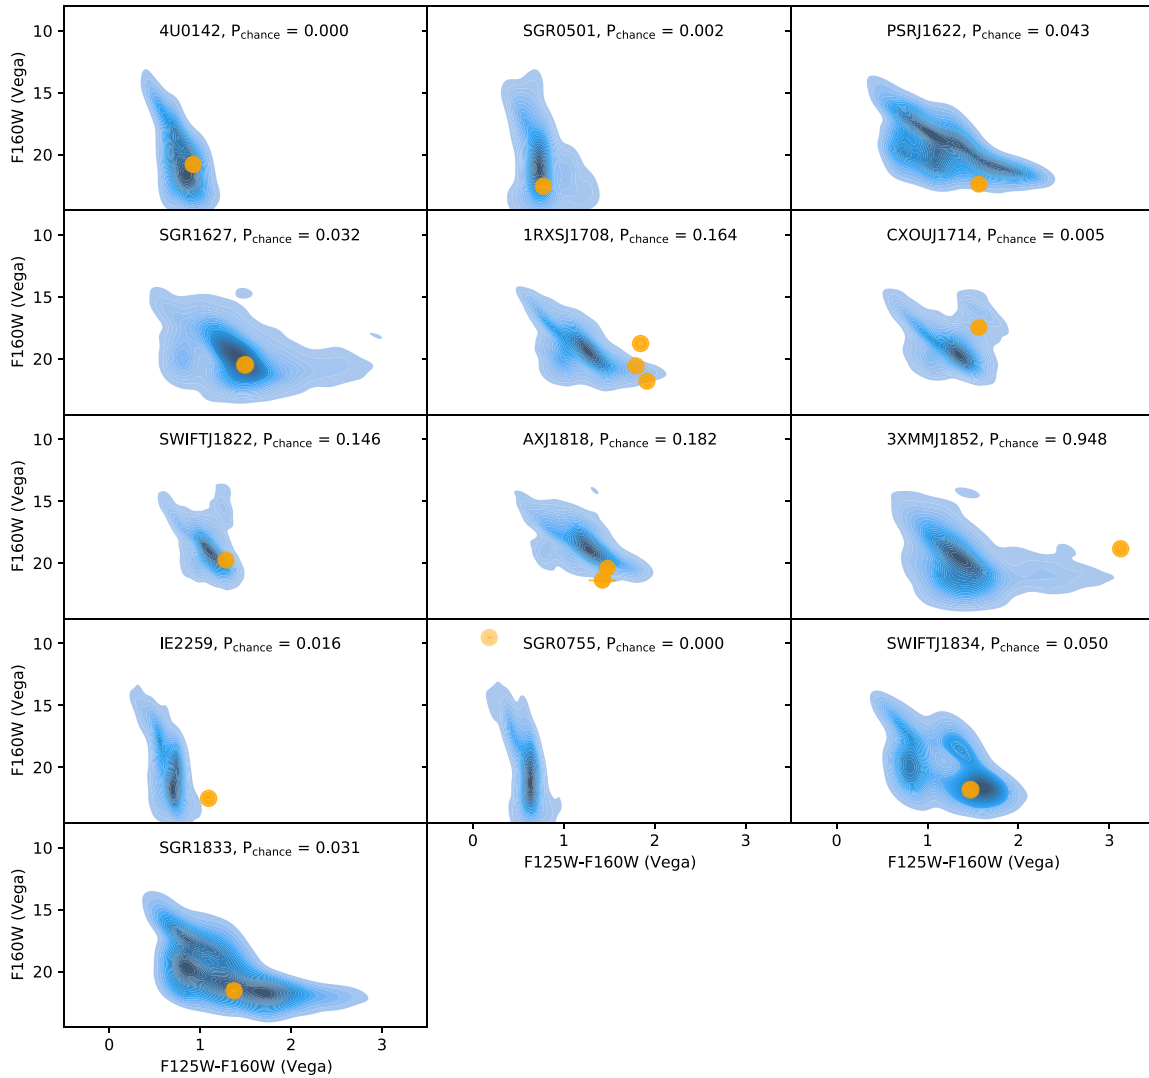 4U0142, P_chance = 0.000
SGR0501, P_chance = 0.002
PSRJ1622, P_chance = 0.043
10
15
20
F160W (Vega)
SGR1627, P_chance = 0.032
1RXSJ1708, P_chance = 0.164
CXOUJ1714, P_chance = 0.005
10
15
20
F160W (Vega)
SWIFTJ1822, P_chance = 0.146
AXJ1818, P_chance = 0.182
3XMMJ1852, P_chance = 0.948
10
15
20
F160W (Vega)
IE2259, P_chance = 0.016
SGR0755, P_chance = 0.000
SWIFTJ1834, P_chance = 0.050
10
15
20
F160W (Vega)
0 1 2 3
F125W-F160W (Vega)
0 1 2 3
F125W-F160W (Vega)
SGR1833, P_chance = 0.031
10
15
20
F160W (Vega)
0 1 2 3
F125W-F160W (Vega)